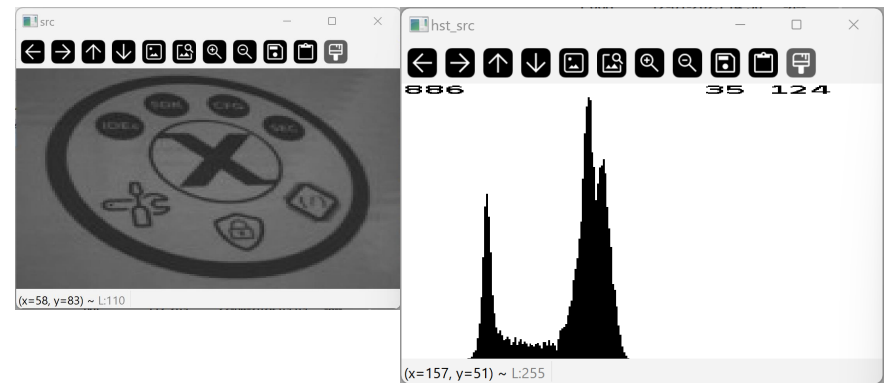 src
IDEs
SDK
CFG
SEC
X
(x=58, y=83) ~ L:110
hst_src
886 35 124
(x=157, y=51) ~ L:255